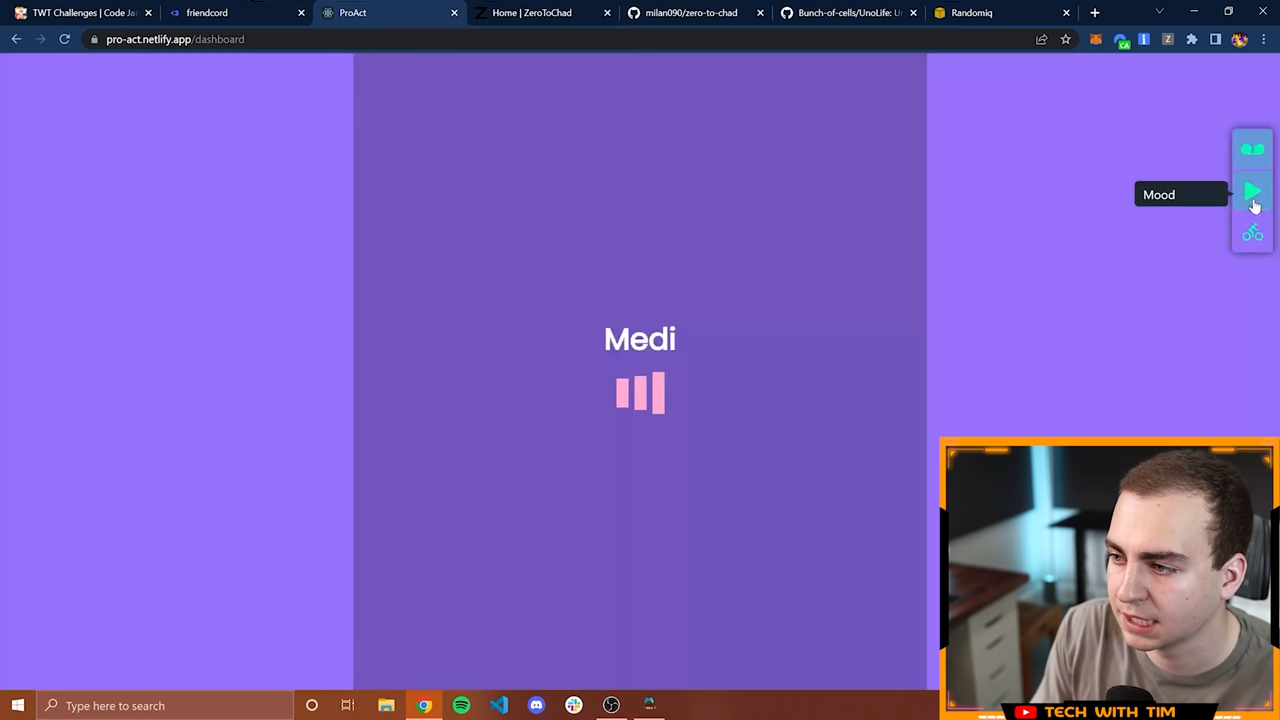 TWT Challenges | Code Ja
friendcord
ProAct
Home | ZeroToChad
milan090/zero-to-chad
Bunch-of-cells/UnoLife: U
Randomiq
pro-act.netlify.app/dashboard
CA
Z
Mood
Medi
Type here to search
TECH WITH TIM